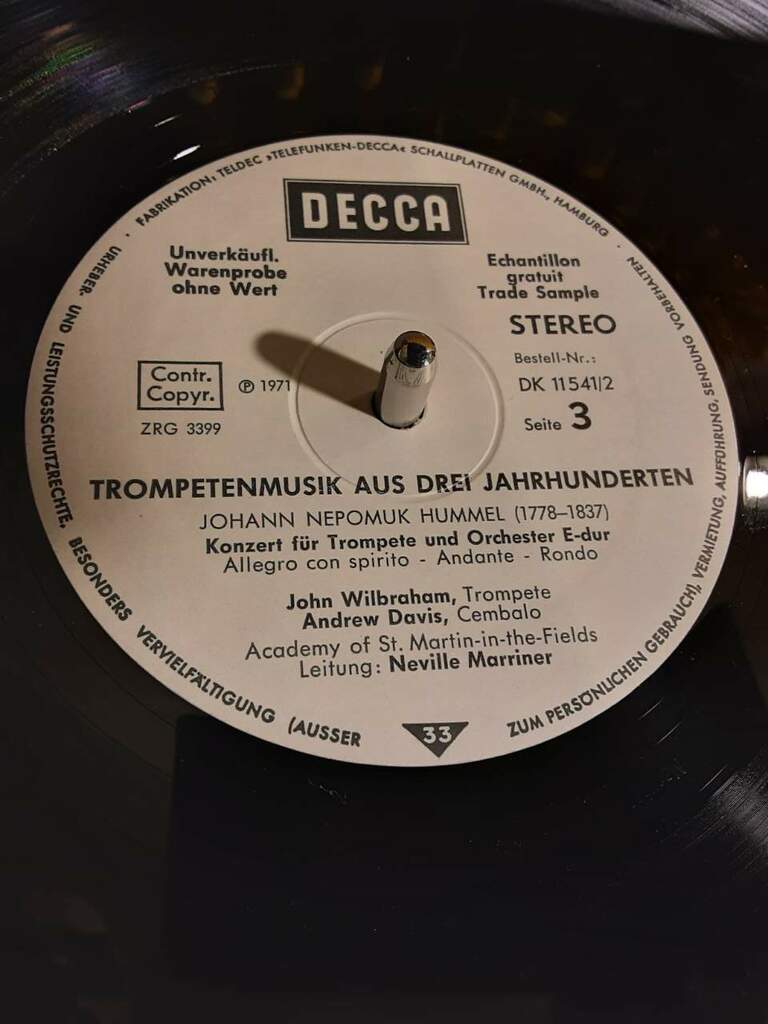 FABRIKATION: TELDEC »TELEFUNKEN-DECCA« SCHALLPLATTEN GMBH., HAMBURG ·
DECCA
Unverkäufl.
Warenprobe
ohne Wert
Echantillon
gratuit
Trade Sample
STEREO
Contr.
Copyr.
℗ 1971
ZRG 3399
Bestell-Nr.:
DK 11541/2
Seite 3
TROMPETENMUSIK AUS DREI JAHRHUNDERTEN
JOHANN NEPOMUK HUMMEL (1778–1837)
Konzert für Trompete und Orchester E-dur
Allegro con spirito - Andante - Rondo
John Wilbraham, Trompete
Andrew Davis, Cembalo
Academy of St. Martin-in-the-Fields
Leitung: Neville Marriner
33
URHEBER- UND LEISTUNGSSCHUTZRECHTE, BESONDERS VERVIELFÄLTIGUNG (AUSSER ZUM PERSÖNLICHEN GEBRAUCH), VERMIETUNG, AUFFÜHRUNG, SENDUNG VORBEHALTEN